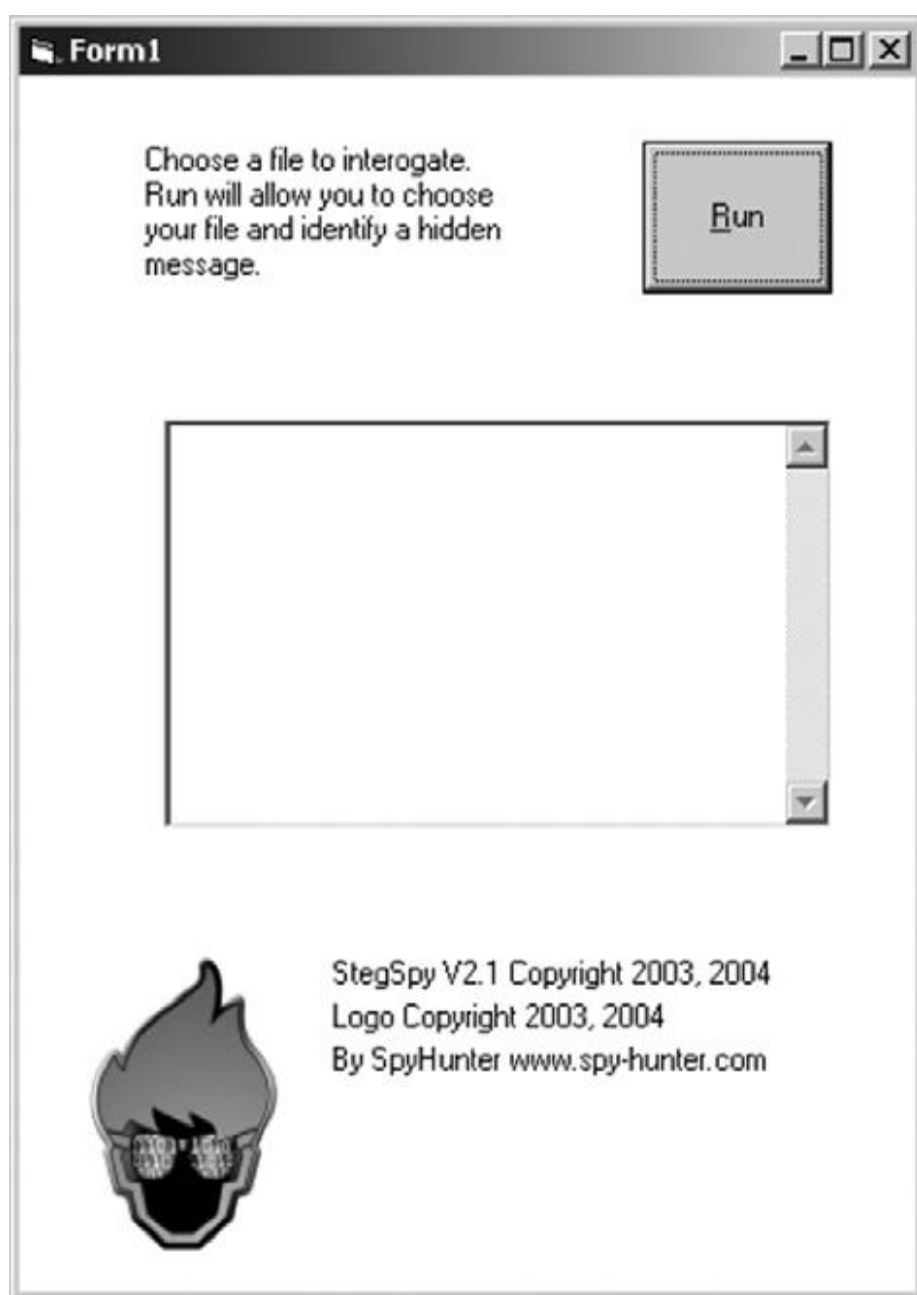 Form1
Choose a file to interogate.
Run will allow you to choose
your file and identify a hidden
message.
Run
StegSpy V2.1 Copyright 2003, 2004
Logo Copyright 2003, 2004
By SpyHunter www.spy-hunter.com